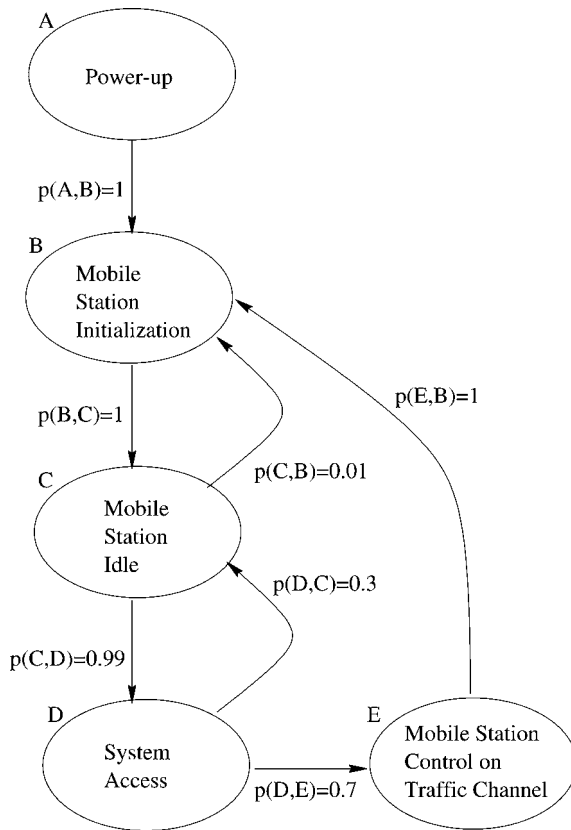 A
Power-up
p(A,B)=1
B
Mobile
Station
Initialization
p(E,B)=1
p(B,C)=1
p(C,B)=0.01
C
Mobile
Station
Idle
p(D,C)=0.3
p(C,D)=0.99
D
System
Access
p(D,E)=0.7
E
Mobile Station
Control on
Traffic Channel